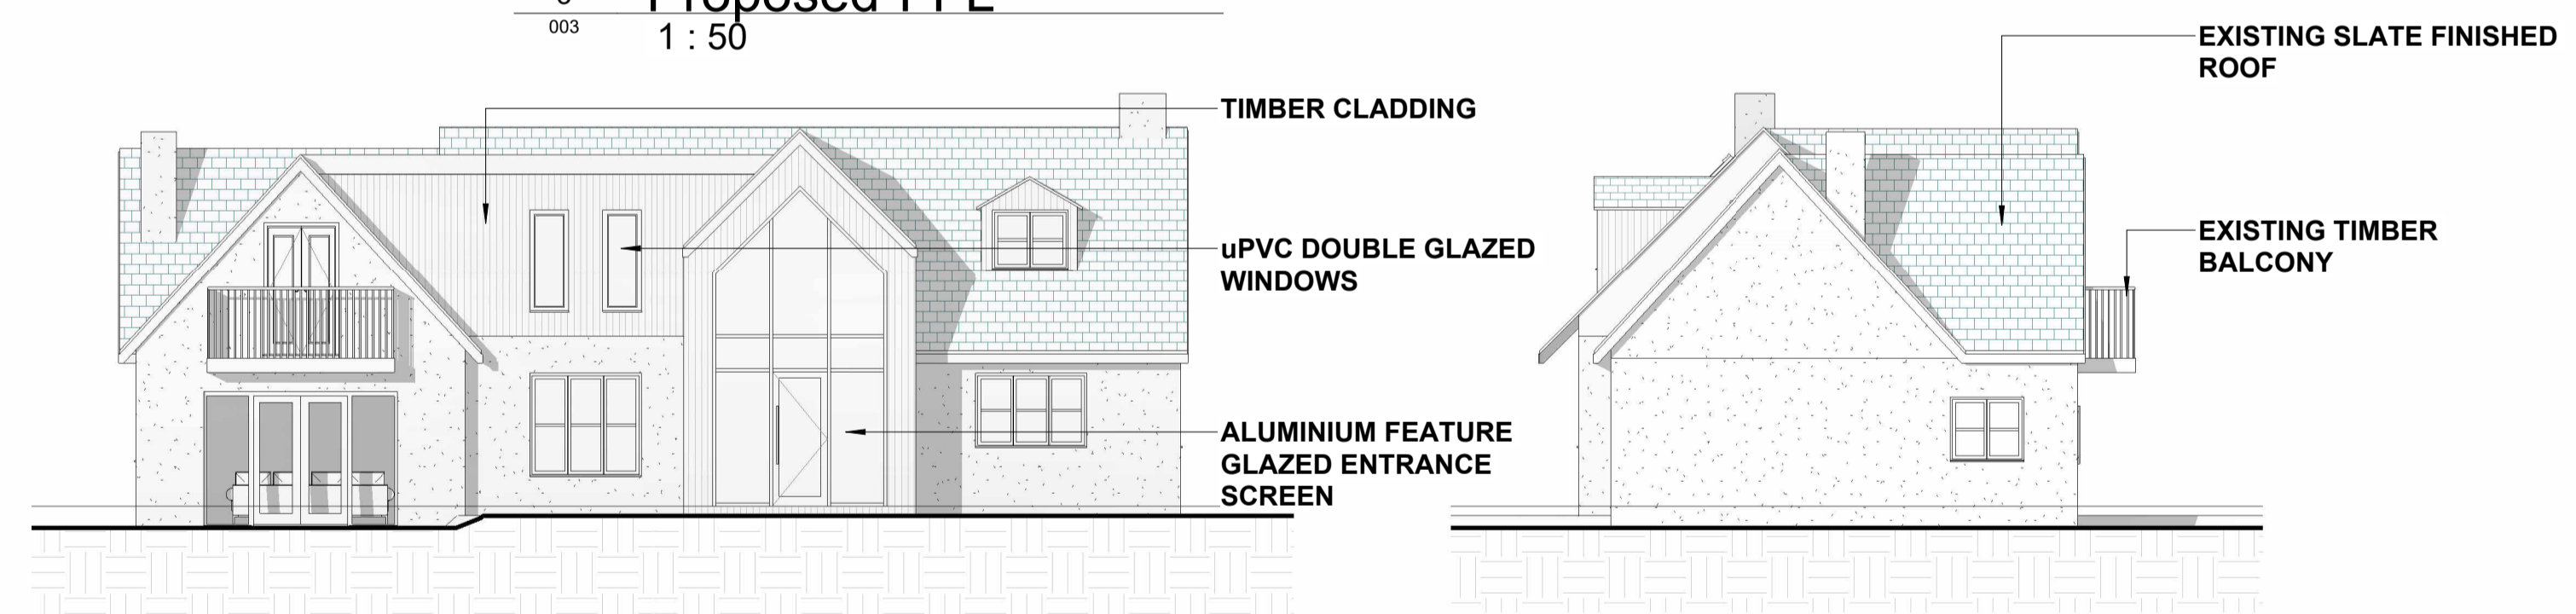 003
1 : 50
TIMBER CLADDING
uPVC DOUBLE GLAZED
WINDOWS
ALUMINIUM FEATURE
GLAZED ENTRANCE
SCREEN
EXISTING SLATE FINISHED
ROOF
EXISTING TIMBER
BALCONY